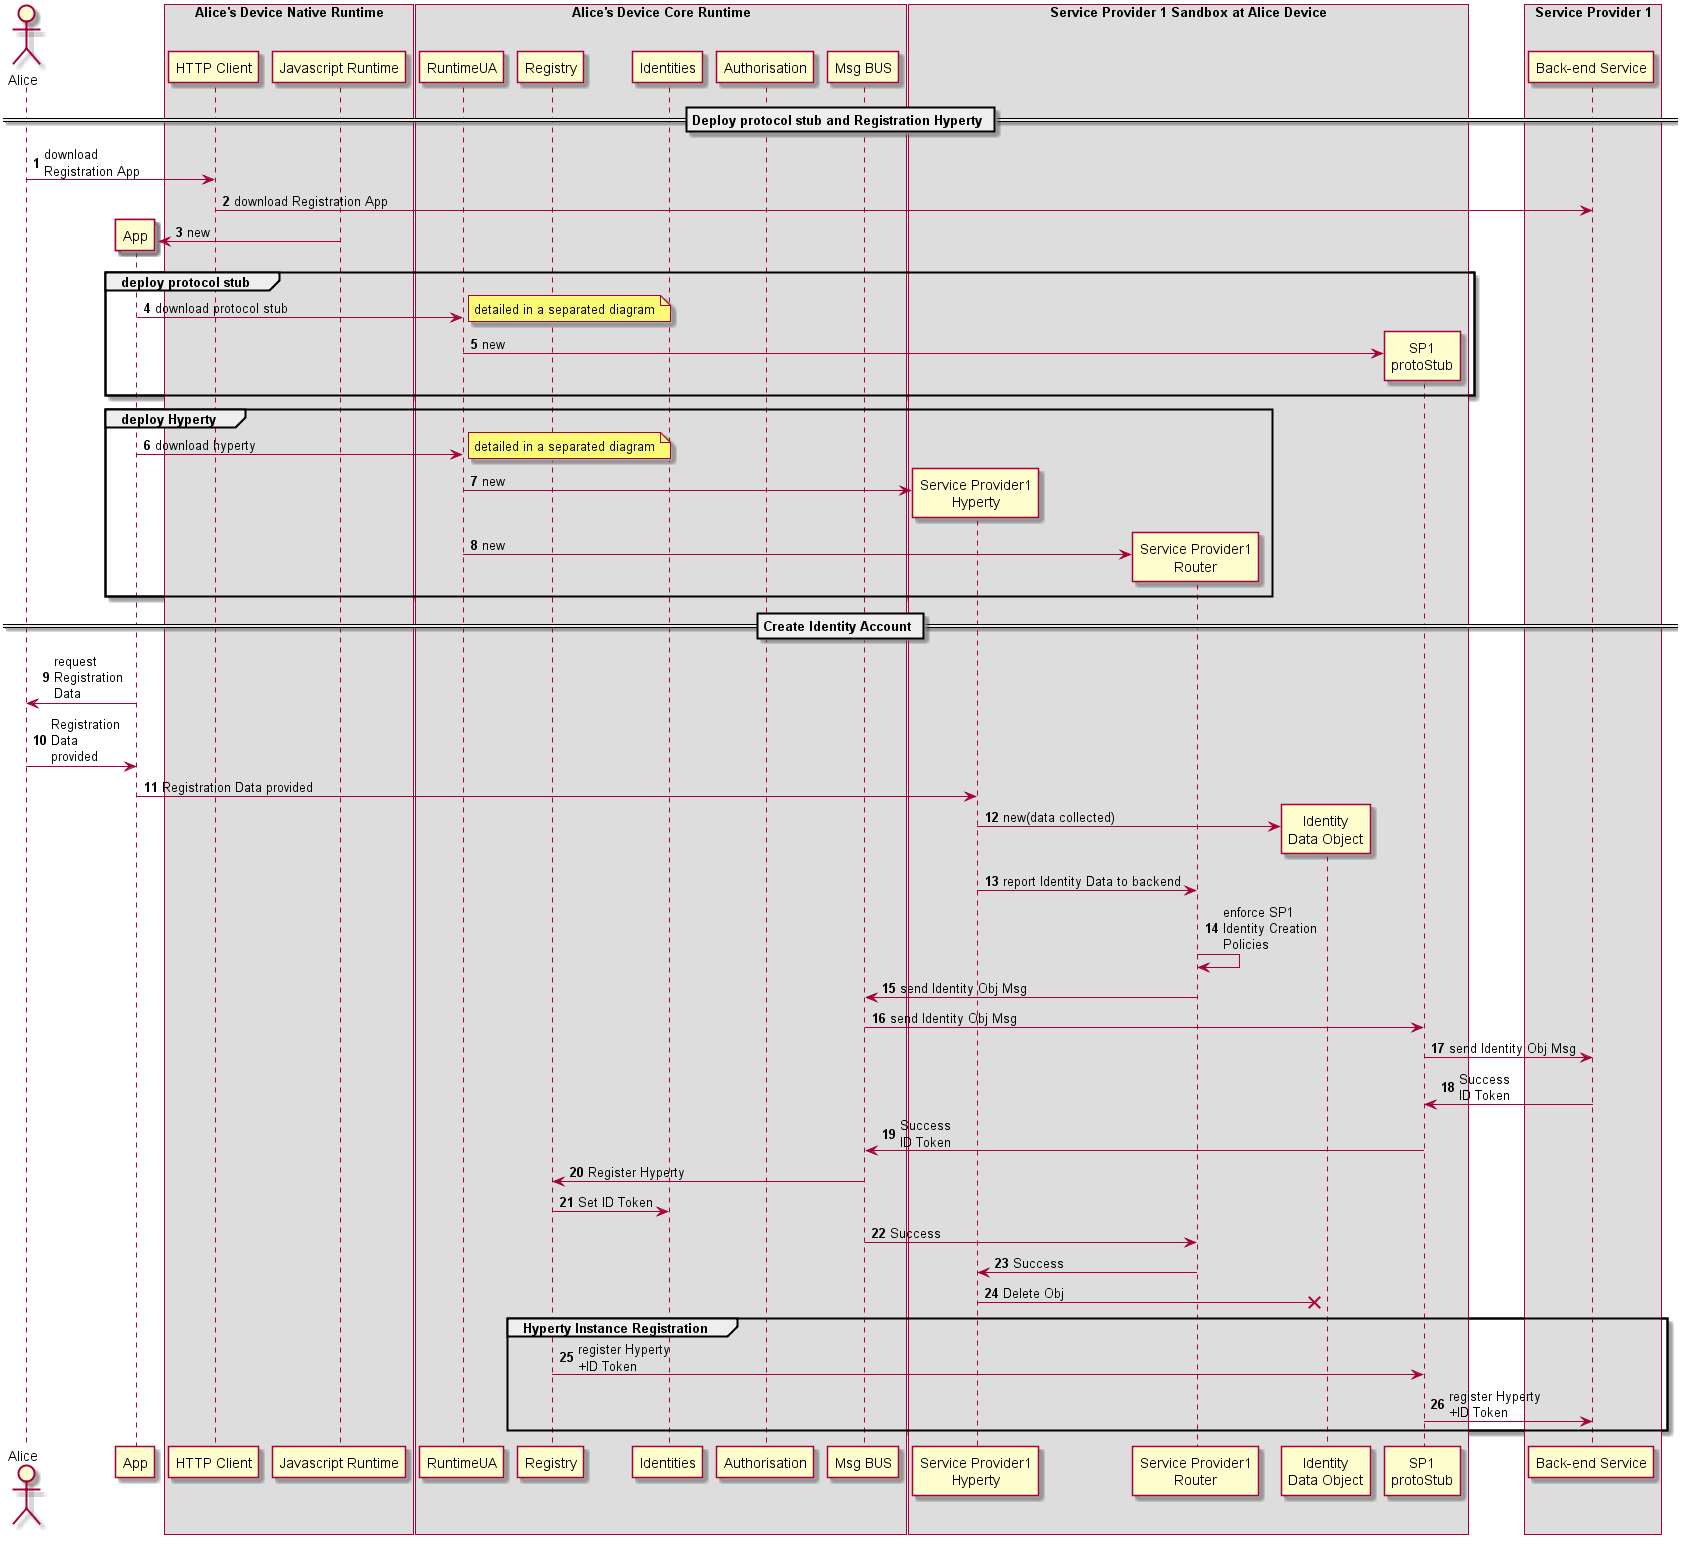 Alice's Device Native Runtime
Alice's Device Core Runtime
Service Provider 1 Sandbox at Alice Device
Service Provider 1
Alice
HTTP Client
Javascript Runtime
RuntimeUA
Registry
Identities
Authorisation
Msg BUS
Back-end Service
Deploy protocol stub and Registration Hyperty
1 download
Registration App
2 download Registration App
App
3 new
deploy protocol stub
4 download protocol stub
detailed in a separated diagram
5 new
SP1
protoStub
deploy Hyperty
6 download hyperty
detailed in a separated diagram
7 new
Service Provider1
Hyperty
8 new
Service Provider1
Router
Create Identity Account
request
9 Registration
Data
Registration
10 Data
provided
11 Registration Data provided
12 new(data collected)
Identity
Data Object
13 report Identity Data to backend
enforce SP1
14 Identity Creation
Policies
15 send Identity Obj Msg
16 send Identity Obj Msg
17 send Identity Obj Msg
18 Success
ID Token
19 Success
ID Token
20 Register Hyperty
21 Set ID Token
22 Success
23 Success
24 Delete Obj
Hyperty Instance Registration
25 register Hyperty
+ID Token
26 register Hyperty
+ID Token
Alice
App
HTTP Client
Javascript Runtime
RuntimeUA
Registry
Identities
Authorisation
Msg BUS
Service Provider1
Hyperty
Service Provider1
Router
Identity
Data Object
SP1
protoStub
Back-end Service